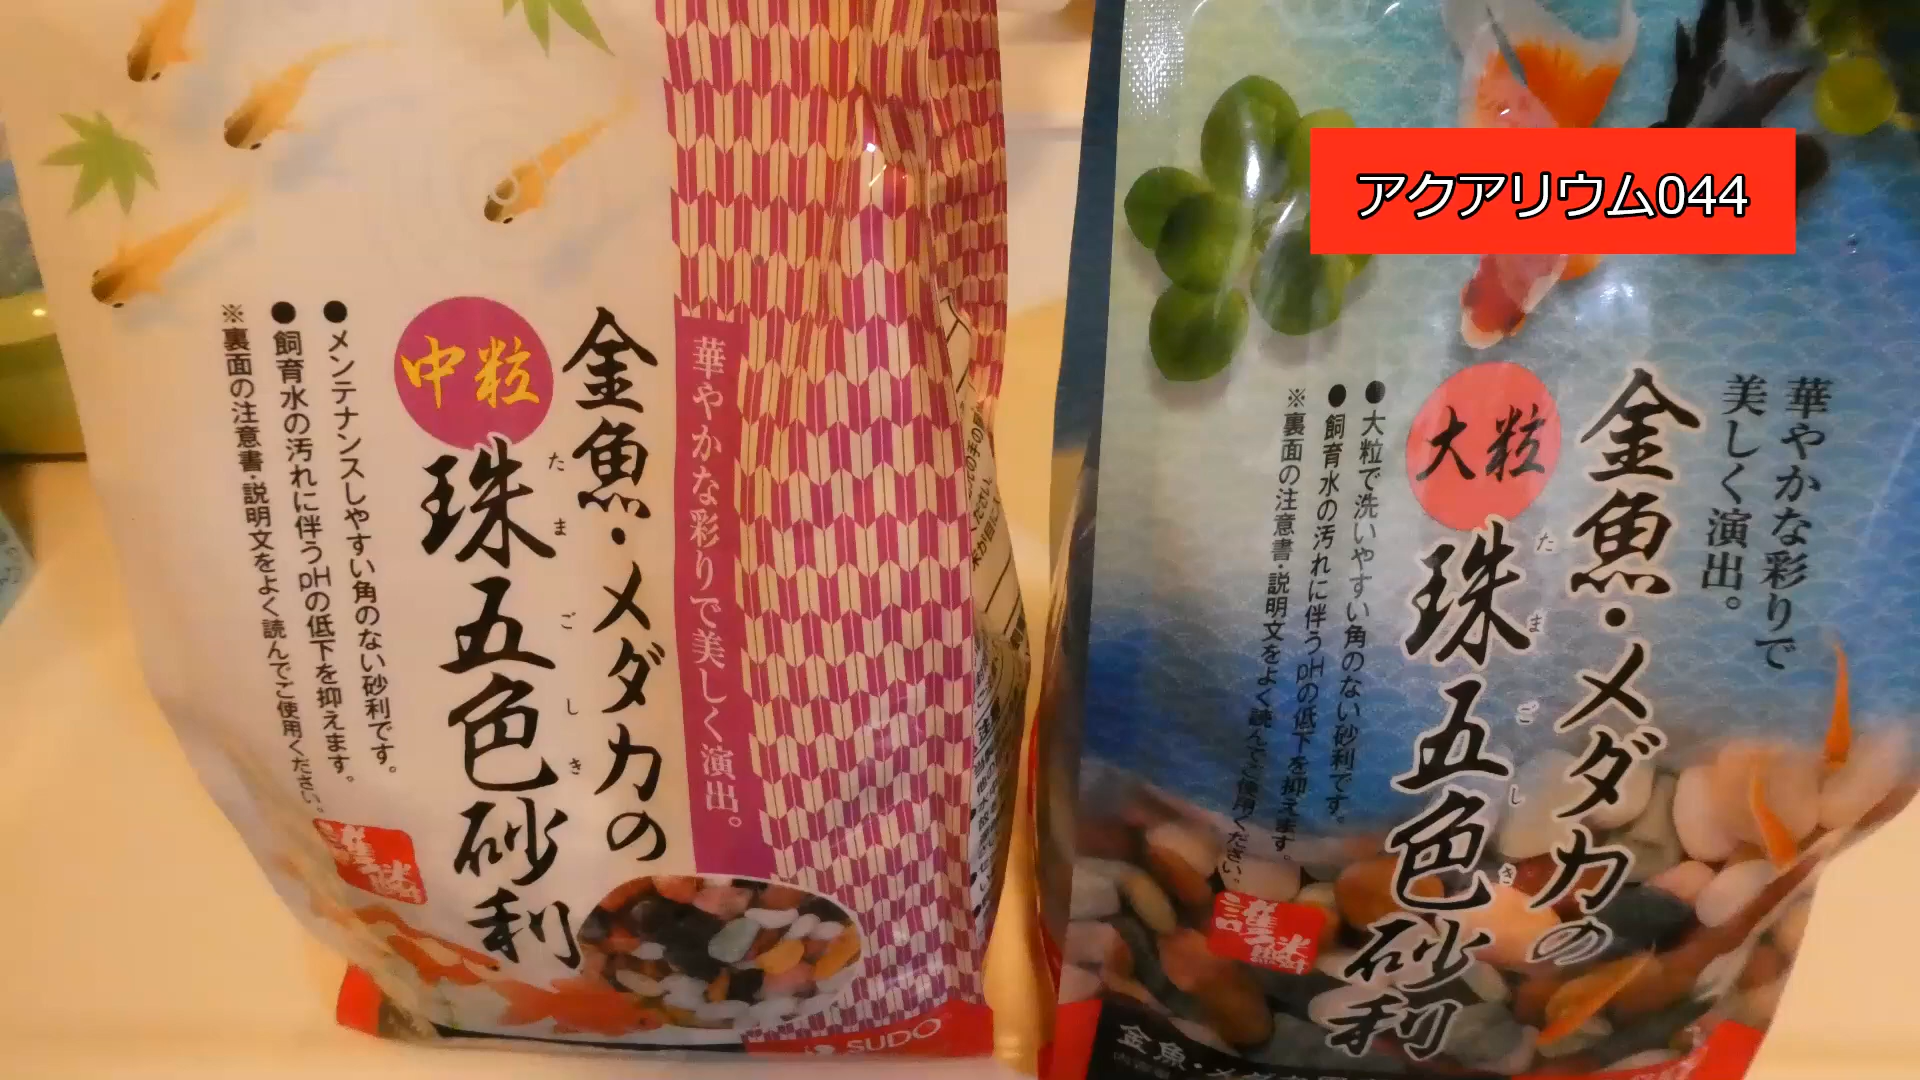 アクアリウム044
華やかな彩りで美しく演出。
金魚・メダカの
中粒
珠五色砂利
たまごしき
●メンテナンスしやすい角のない砂利です。
●飼育水の汚れに伴うpHの低下を抑えます。
※裏面の注意書・説明文をよく読んでご使用ください。
SUDO
華やかな彩りで
美しく演出。
金魚・メダカの
大粒
珠五色砂利
たまごしき
●大粒で洗いやすい角のない砂利です。
●飼育水の汚れに伴うpHの低下を抑えます。
※裏面の注意書・説明文をよく読んでご使用ください。